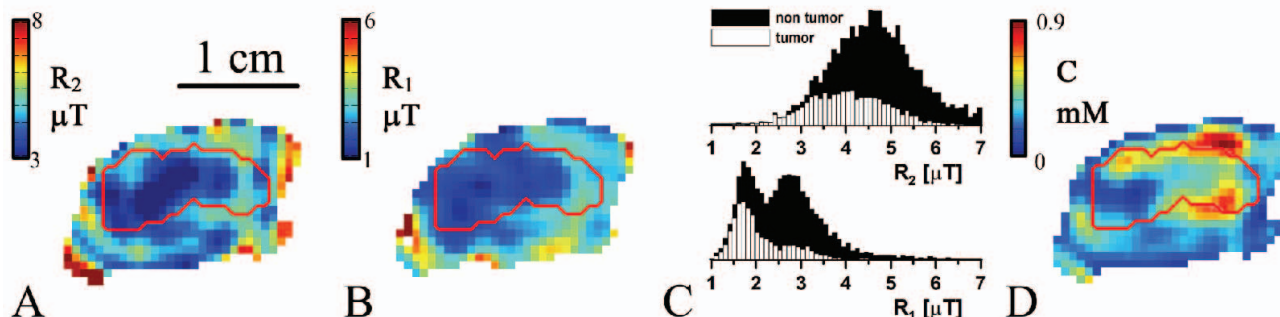 8
R2
μT
3
1 cm
A
6
R1
μT
1
B
non tumor
tumor
1 2 3 4 5 6 7
R2 [μT]
1 2 3 4 5 6 7
R1 [μT]
C
0.9
C
mM
0
D